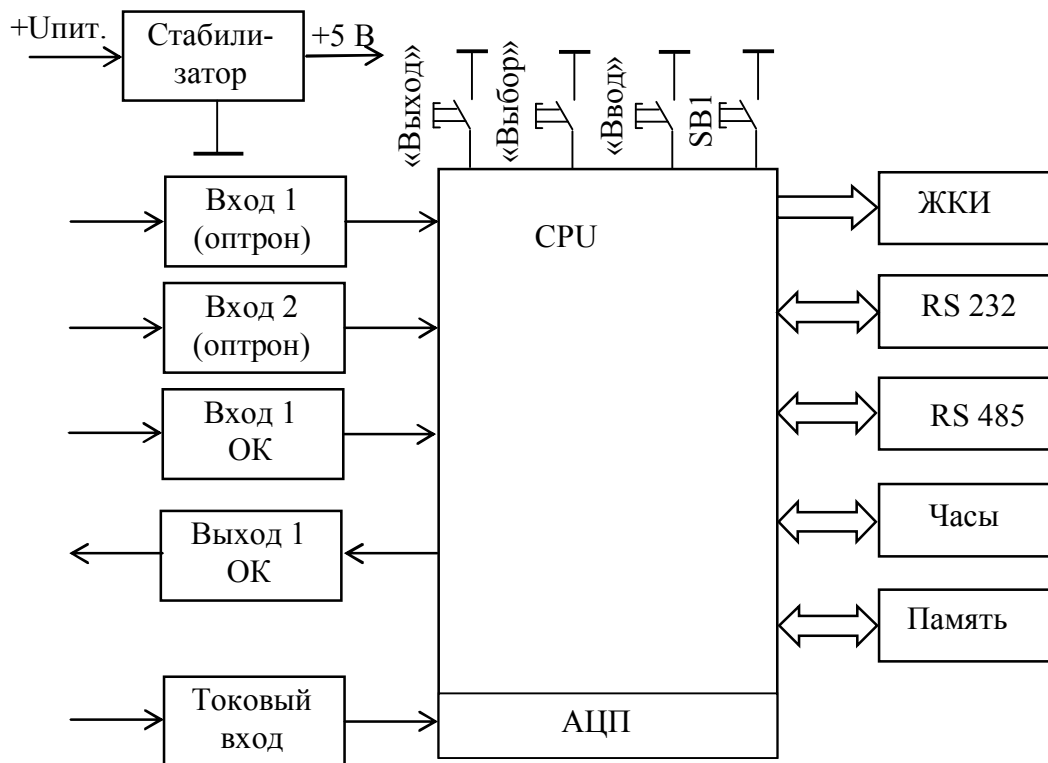 +Uпит.
Стабили-
затор
+5 В
«Выход»
«Выбор»
«Ввод»
SB1
Вход 1
(оптрон)
Вход 2
(оптрон)
Вход 1
ОК
Выход 1
ОК
Токовый
вход
CPU
АЦП
ЖКИ
RS 232
RS 485
Часы
Память